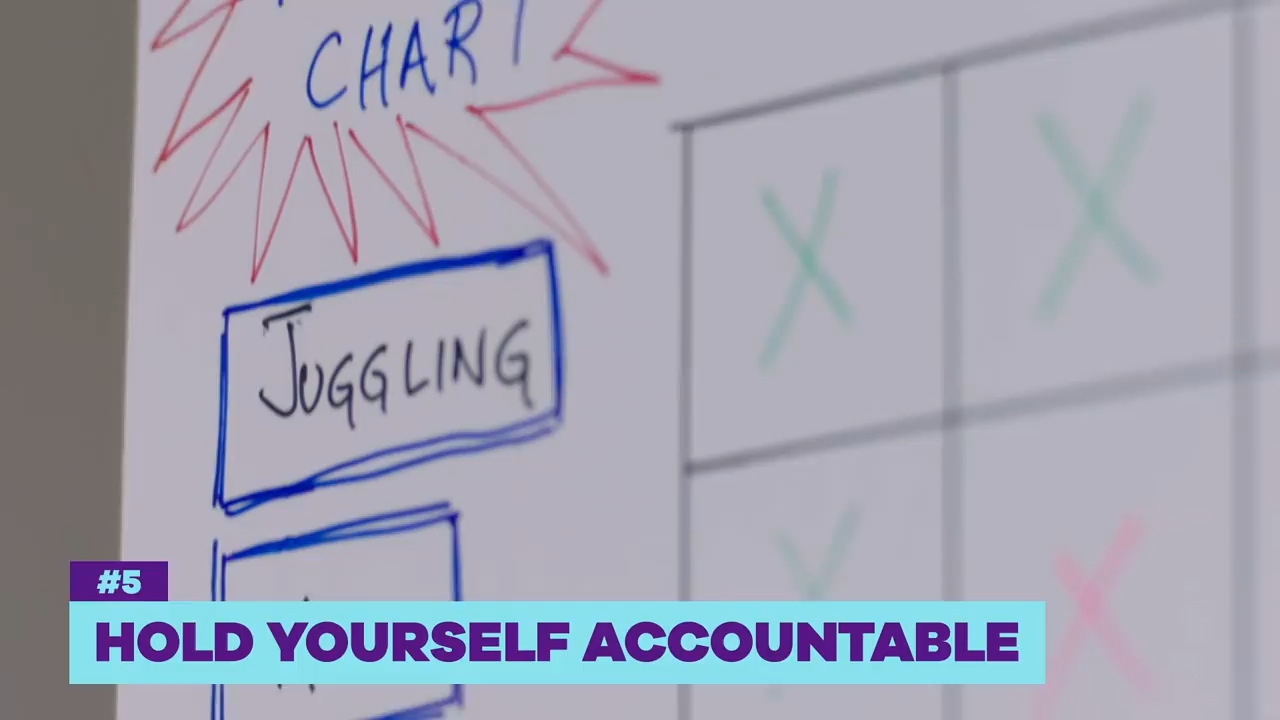 CHART
JUGGLING
X X
X X
#5
HOLD YOURSELF ACCOUNTABLE